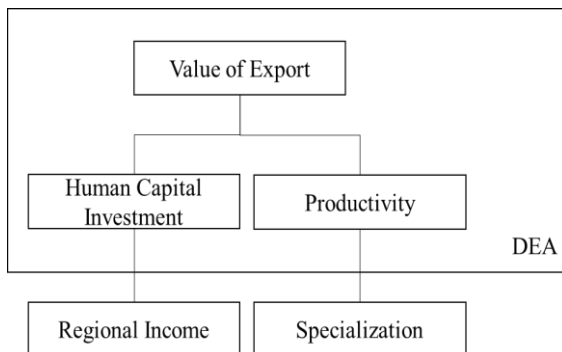 Value of Export
Human Capital
Investment
Productivity
DEA
Regional Income
Specialization